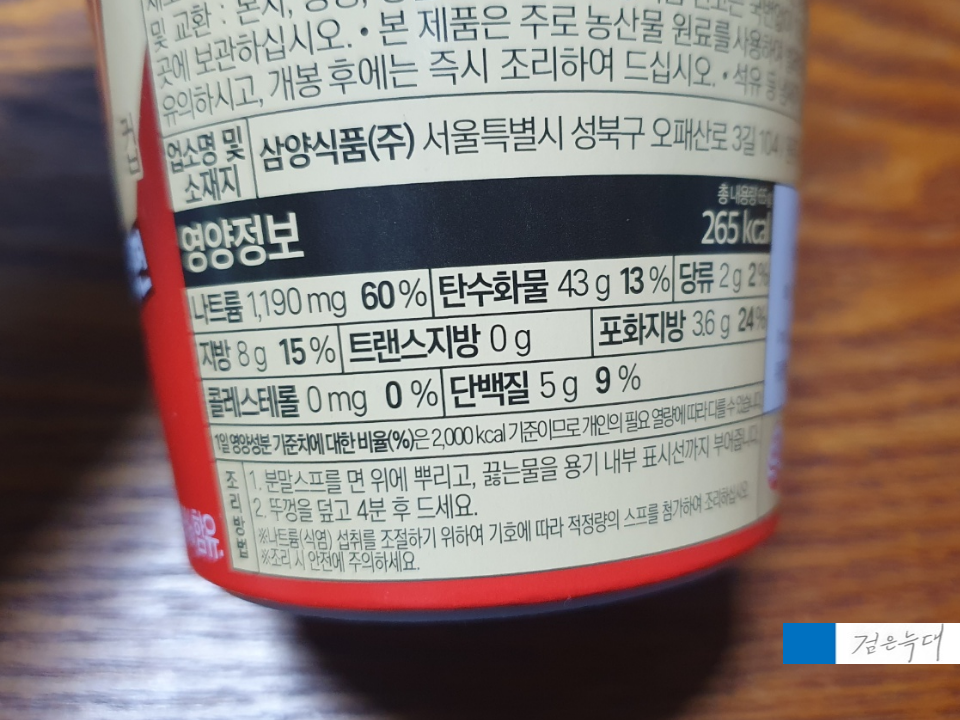 및 교환 : 본사,
곳에 보관하십시오. • 본 제품은 주로 농산물 원료를 사용하여
유의하시고, 개봉 후에는 즉시 조리하여 드십시오. • 석유 등
컵
업소명 및
소재지
삼양식품(주) 서울특별시 성북구 오패산로 3길 104
총 내용량 65g
영양정보
265 kcal
나트륨 1,190 mg 60 % 탄수화물 43 g 13 % 당류 2 g 2 %
지방 8 g 15 % 트랜스지방 0 g 포화지방 3.6 g 24 %
콜레스테롤 0 mg 0 % 단백질 5 g 9 %
1일 영양성분 기준치에 대한 비율(%)은 2,000 kcal 기준이므로 개인의 필요 열량에 따라 다를 수 있습니다
조리방법
1. 분말스프를 면 위에 뿌리고, 끓는물을 용기 내부 표시선까지 부어줍니다.
2. 뚜껑을 덮고 4분 후 드세요.
※나트륨(식염) 섭취를 조절하기 위하여 기호에 따라 적정량의 스프를 첨가하여 조리하십시오.
※조리 시 안전에 주의하세요.
함유.
검은늑대